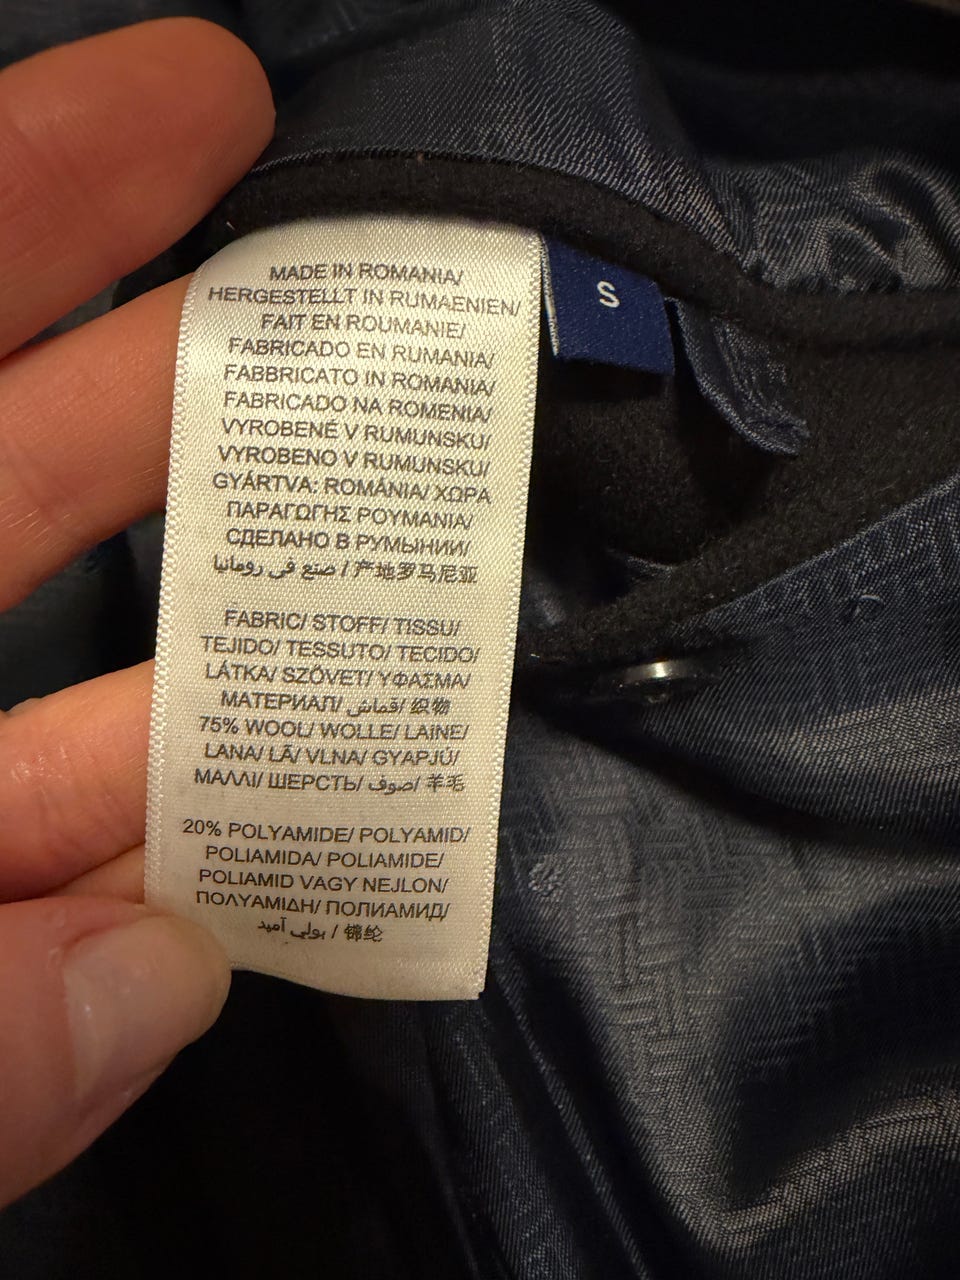 MADE IN ROMANIA/
HERGESTELLT IN RUMAENIEN/
FAIT EN ROUMANIE/
FABRICADO EN RUMANIA/
FABBRICATO IN ROMANIA/
FABRICADO NA ROMENIA/
VYROBENÉ V RUMUNSKU/
VYROBENO V RUMUNSKU/
GYÁRTVA: ROMÁNIA/ ΧΩΡΑ
ΠΑΡΑΓΩΓΗΣ ΡΟΥΜΑΝΙΑ/
СДЕЛАНО В РУМЫНИИ/
صنع في رومانيا / 产地罗马尼亚
FABRIC/ STOFF/ TISSU/
TEJIDO/ TESSUTO/ TECIDO/
LÁTKA/ SZÖVET/ ΥΦΑΣΜΑ/
МАТЕРИАЛ/ قماش/ 织物
75% WOOL/ WOLLE/ LAINE/
LANA/ LÃ/ VLNA/ GYAPJÚ/
ΜΑΛΛΙ/ ШЕРСТЬ/ صوف/ 羊毛
20% POLYAMIDE/ POLYAMID/
POLIAMIDA/ POLIAMIDE/
POLIAMID VAGY NEJLON/
ΠΟΛΥΑΜΙΔΗ/ ПОЛИАМИД/
بولي آميد / 锦纶
S